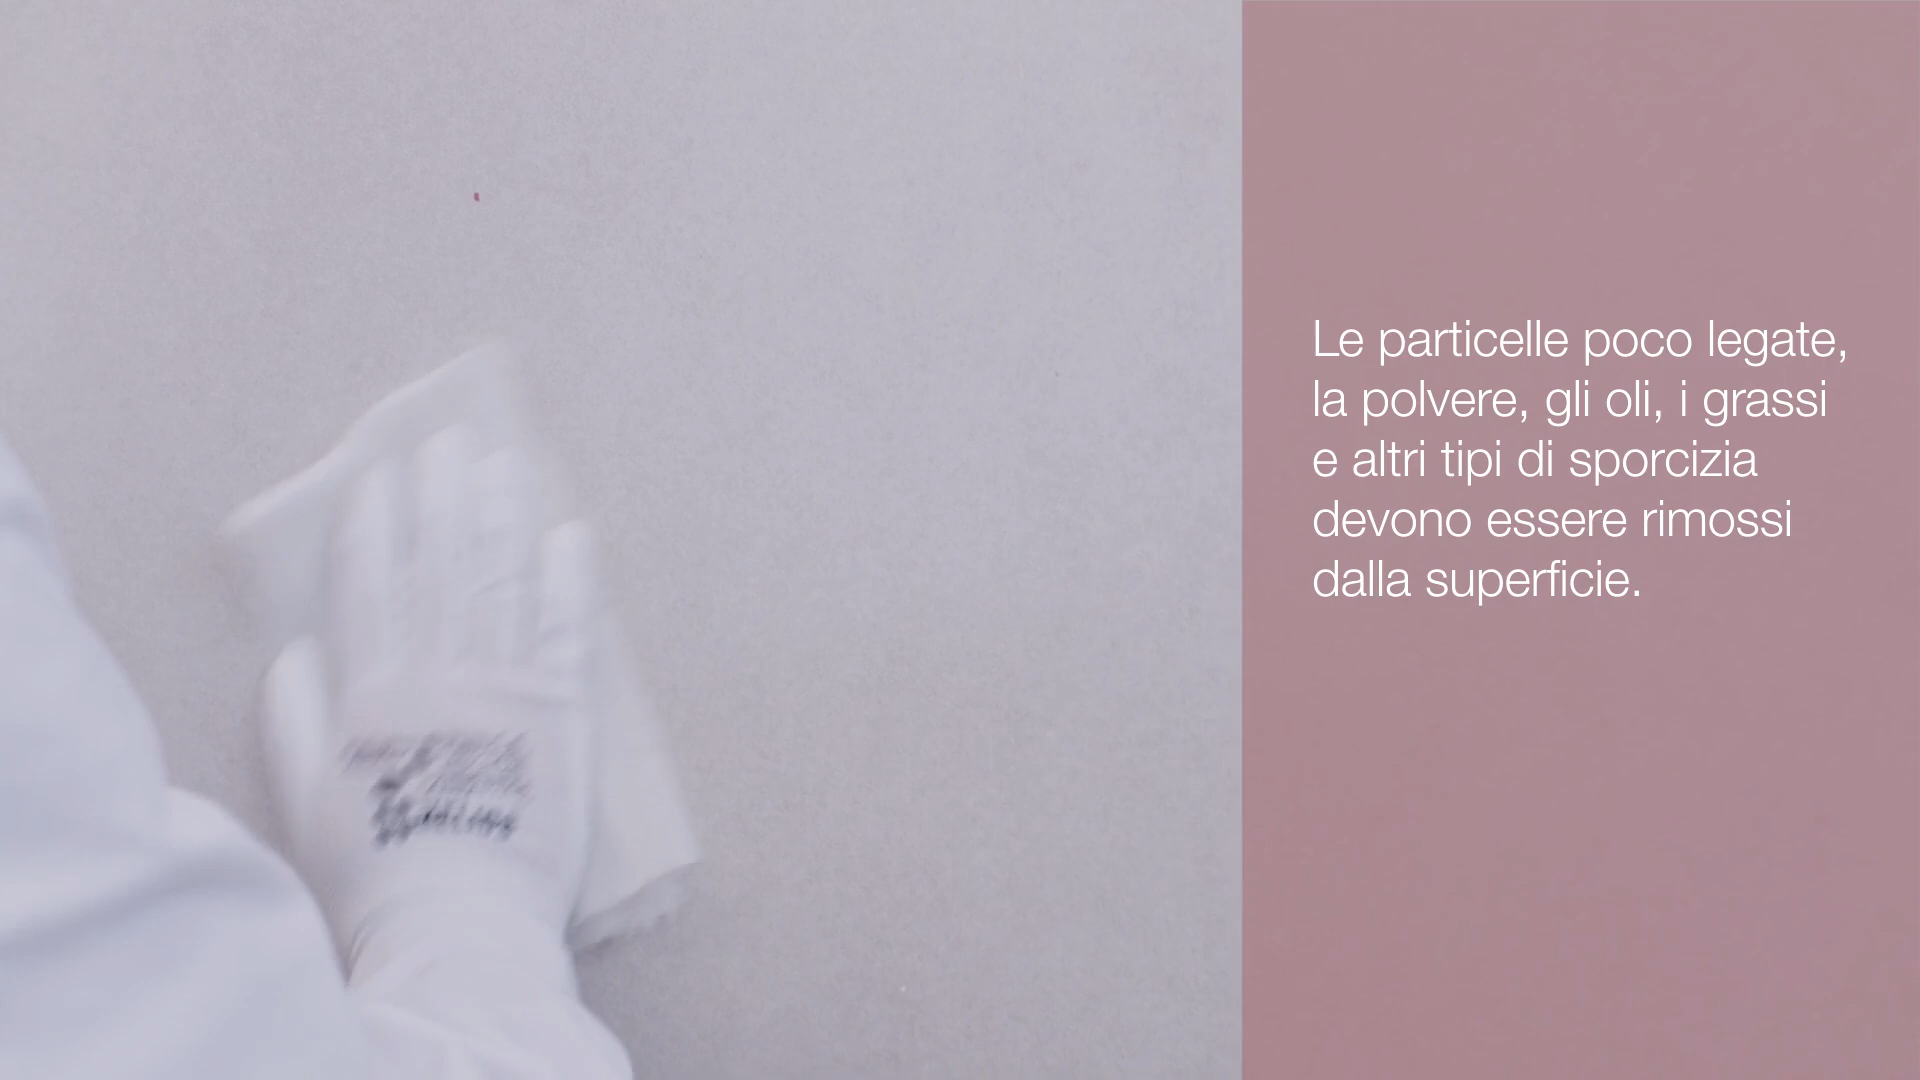 Le particelle poco legate,
la polvere, gli oli, i grassi
e altri tipi di sporcizia
devono essere rimossi
dalla superficie.